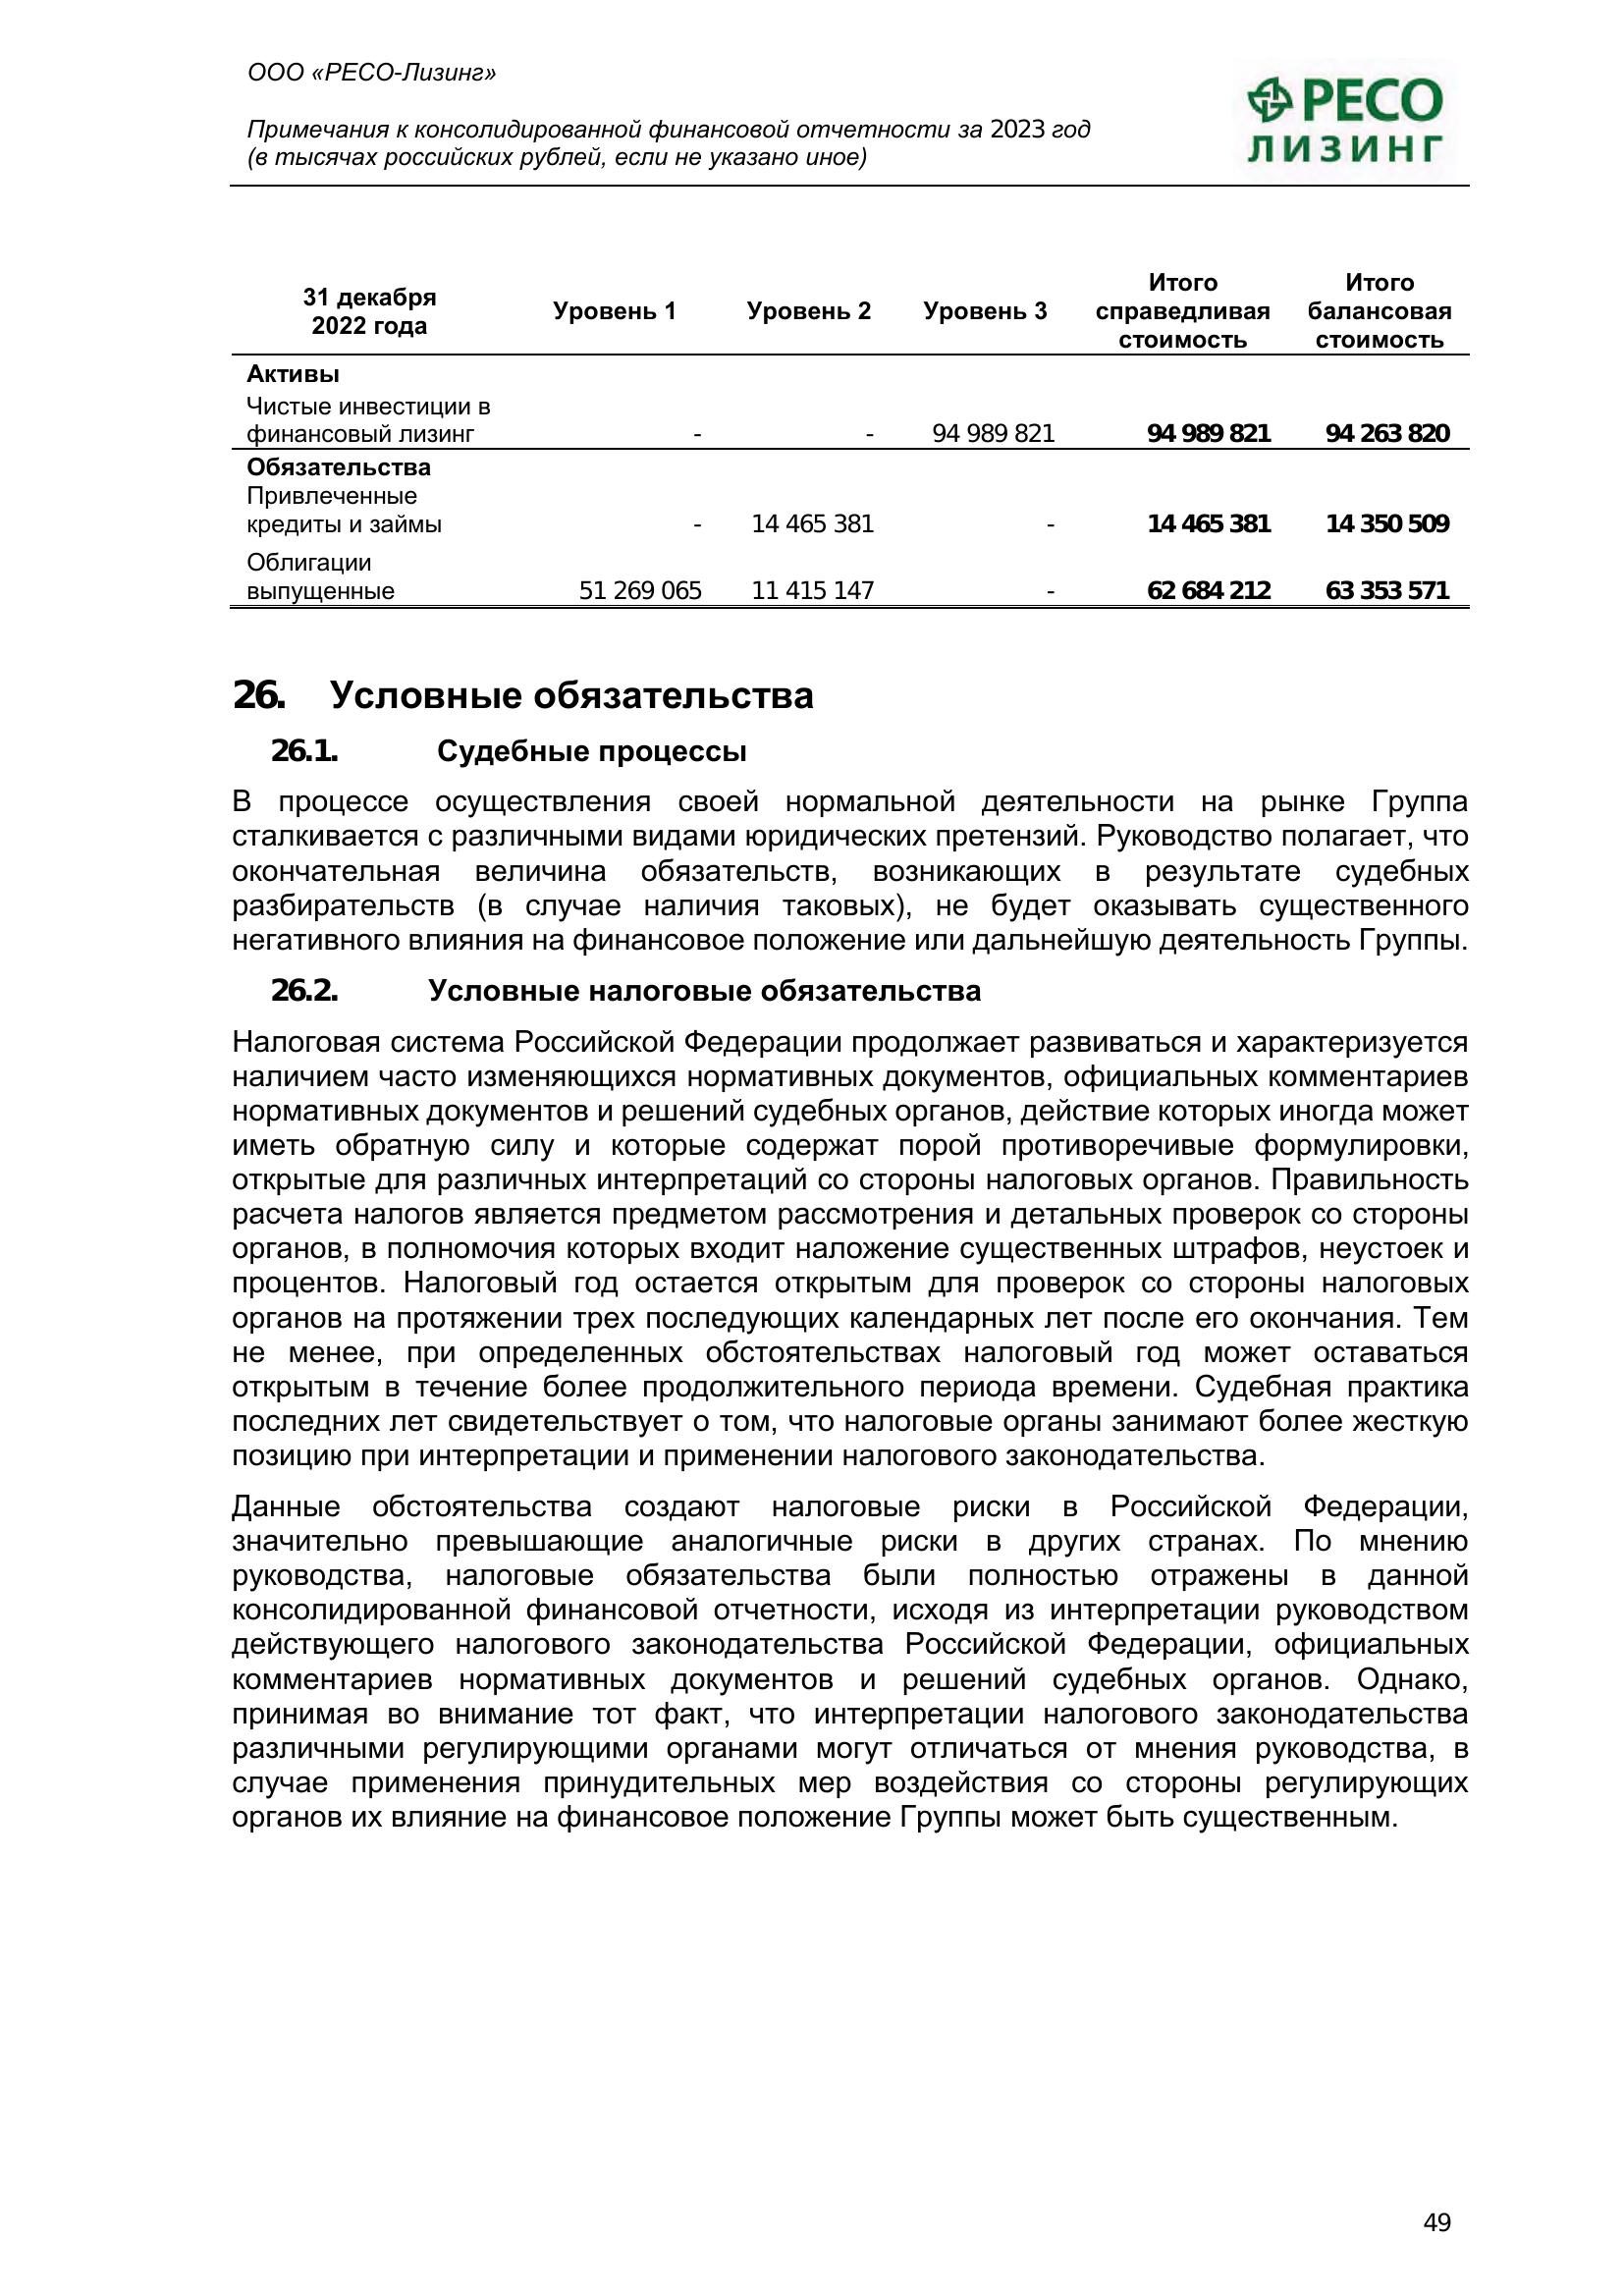 ООО «РЕСО-Лизинг»
РЕСО
ЛИЗИНГ
Примечания к консолидированной финансовой отчетности за 2023 год
(в тысячах российских рублей, если не указано иное)
31 декабря 2022 года Уровень 1 Уровень 2 Уровень 3 Итого справедливая стоимость Итого балансовая стоимость
Активы
Чистые инвестиции в
финансовый лизинг - - 94 989 821 94 989 821 94 263 820
Обязательства
Привлеченные
кредиты и займы - 14 465 381 - 14 465 381 14 350 509
Облигации
выпущенные 51 269 065 11 415 147 - 62 684 212 63 353 571
26. Условные обязательства
26.1. Судебные процессы
В процессе осуществления своей нормальной деятельности на рынке Группа
сталкивается с различными видами юридических претензий. Руководство полагает, что
окончательная величина обязательств, возникающих в результате судебных
разбирательств (в случае наличия таковых), не будет оказывать существенного
негативного влияния на финансовое положение или дальнейшую деятельность Группы.
26.2. Условные налоговые обязательства
Налоговая система Российской Федерации продолжает развиваться и характеризуется
наличием часто изменяющихся нормативных документов, официальных комментариев
нормативных документов и решений судебных органов, действие которых иногда может
иметь обратную силу и которые содержат порой противоречивые формулировки,
открытые для различных интерпретаций со стороны налоговых органов. Правильность
расчета налогов является предметом рассмотрения и детальных проверок со стороны
органов, в полномочия которых входит наложение существенных штрафов, неустоек и
процентов. Налоговый год остается открытым для проверок со стороны налоговых
органов на протяжении трех последующих календарных лет после его окончания. Тем
не менее, при определенных обстоятельствах налоговый год может оставаться
открытым в течение более продолжительного периода времени. Судебная практика
последних лет свидетельствует о том, что налоговые органы занимают более жесткую
позицию при интерпретации и применении налогового законодательства.
Данные обстоятельства создают налоговые риски в Российской Федерации,
значительно превышающие аналогичные риски в других странах. По мнению
руководства, налоговые обязательства были полностью отражены в данной
консолидированной финансовой отчетности, исходя из интерпретации руководством
действующего налогового законодательства Российской Федерации, официальных
комментариев нормативных документов и решений судебных органов. Однако,
принимая во внимание тот факт, что интерпретации налогового законодательства
различными регулирующими органами могут отличаться от мнения руководства, в
случае применения принудительных мер воздействия со стороны регулирующих
органов их влияние на финансовое положение Группы может быть существенным.
49